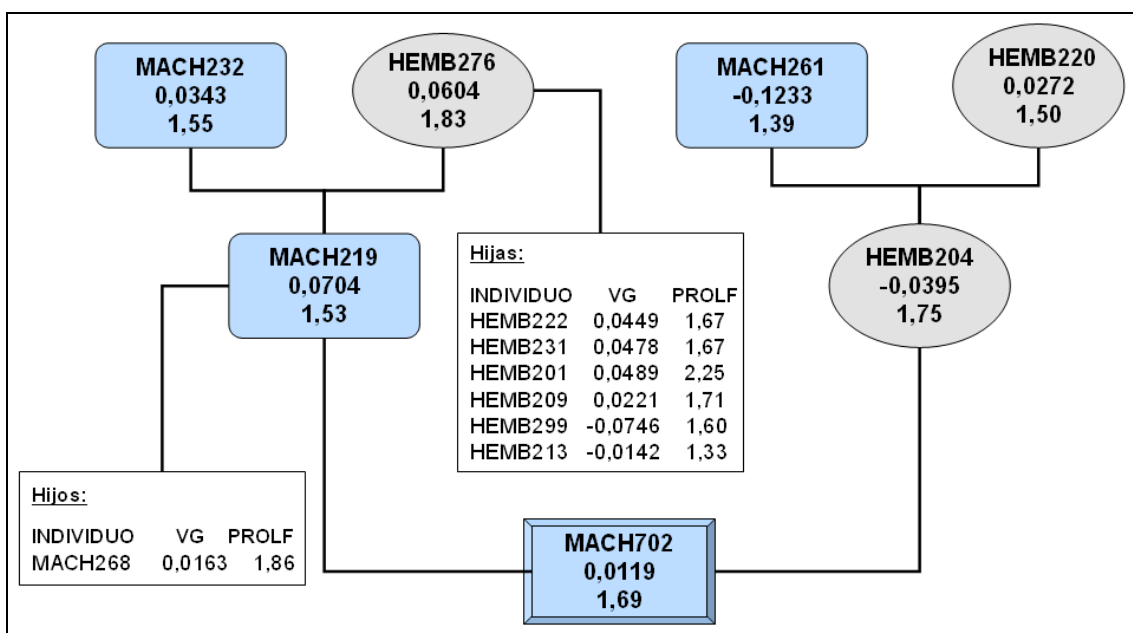 MACH232
0,0343
1,55
HEMB276
0,0604
1,83
MACH261
-0,1233
1,39
HEMB220
0,0272
1,50
MACH219
0,0704
1,53
Hijas:
INDIVIDUO VG PROLF
HEMB222 0,0449 1,67
HEMB231 0,0478 1,67
HEMB201 0,0489 2,25
HEMB209 0,0221 1,71
HEMB299 -0,0746 1,60
HEMB213 -0,0142 1,33
HEMB204
-0,0395
1,75
Hijos:
INDIVIDUO VG PROLF
MACH268 0,0163 1,86
MACH702
0,0119
1,69